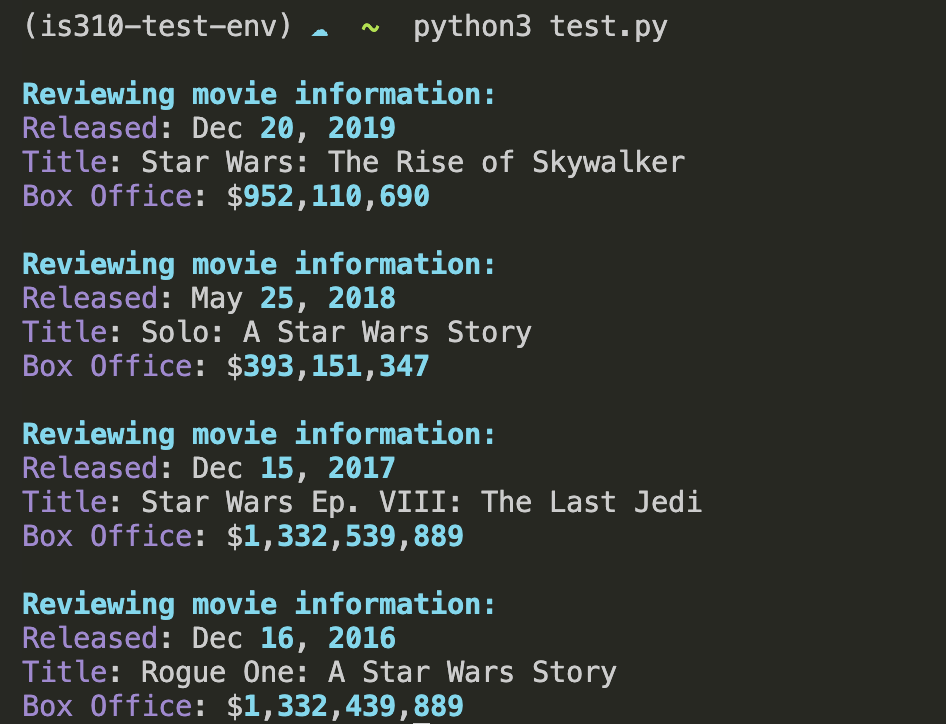 (is310-test-env) ☁  ~  python3 test.py
Reviewing movie information:
Released: Dec 20, 2019
Title: Star Wars: The Rise of Skywalker
Box Office: $952,110,690
Reviewing movie information:
Released: May 25, 2018
Title: Solo: A Star Wars Story
Box Office: $393,151,347
Reviewing movie information:
Released: Dec 15, 2017
Title: Star Wars Ep. VIII: The Last Jedi
Box Office: $1,332,539,889
Reviewing movie information:
Released: Dec 16, 2016
Title: Rogue One: A Star Wars Story
Box Office: $1,332,439,889